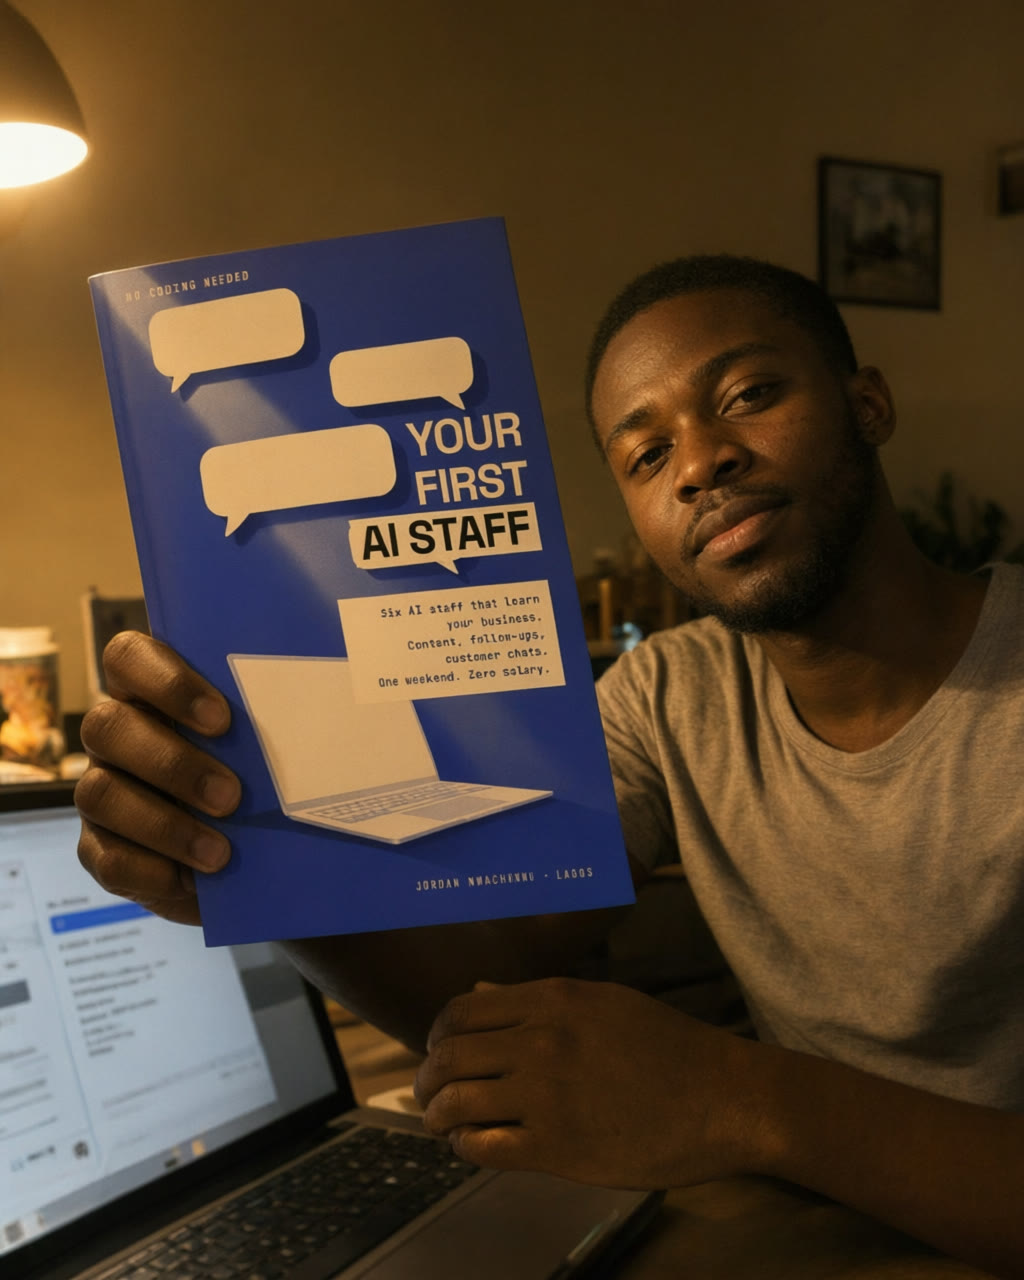 NO CODING NEEDED
YOUR
FIRST
AI STAFF
Six AI staff that learn
your business.
Content, follow-ups,
customer chats.
One weekend. Zero salary.
JORDAN NWACHEWNU - LAGOS